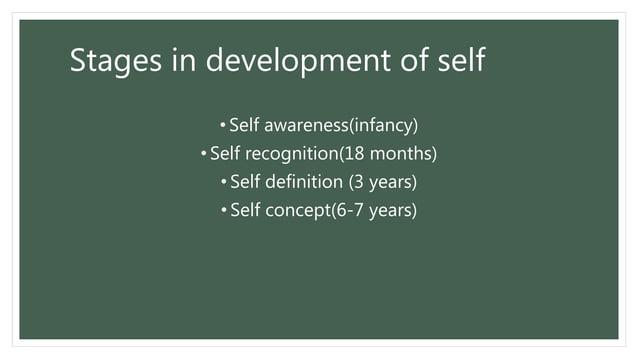 Stages in development of self
• Self awareness(infancy)
• Self recognition(18 months)
• Self definition (3 years)
• Self concept(6-7 years)